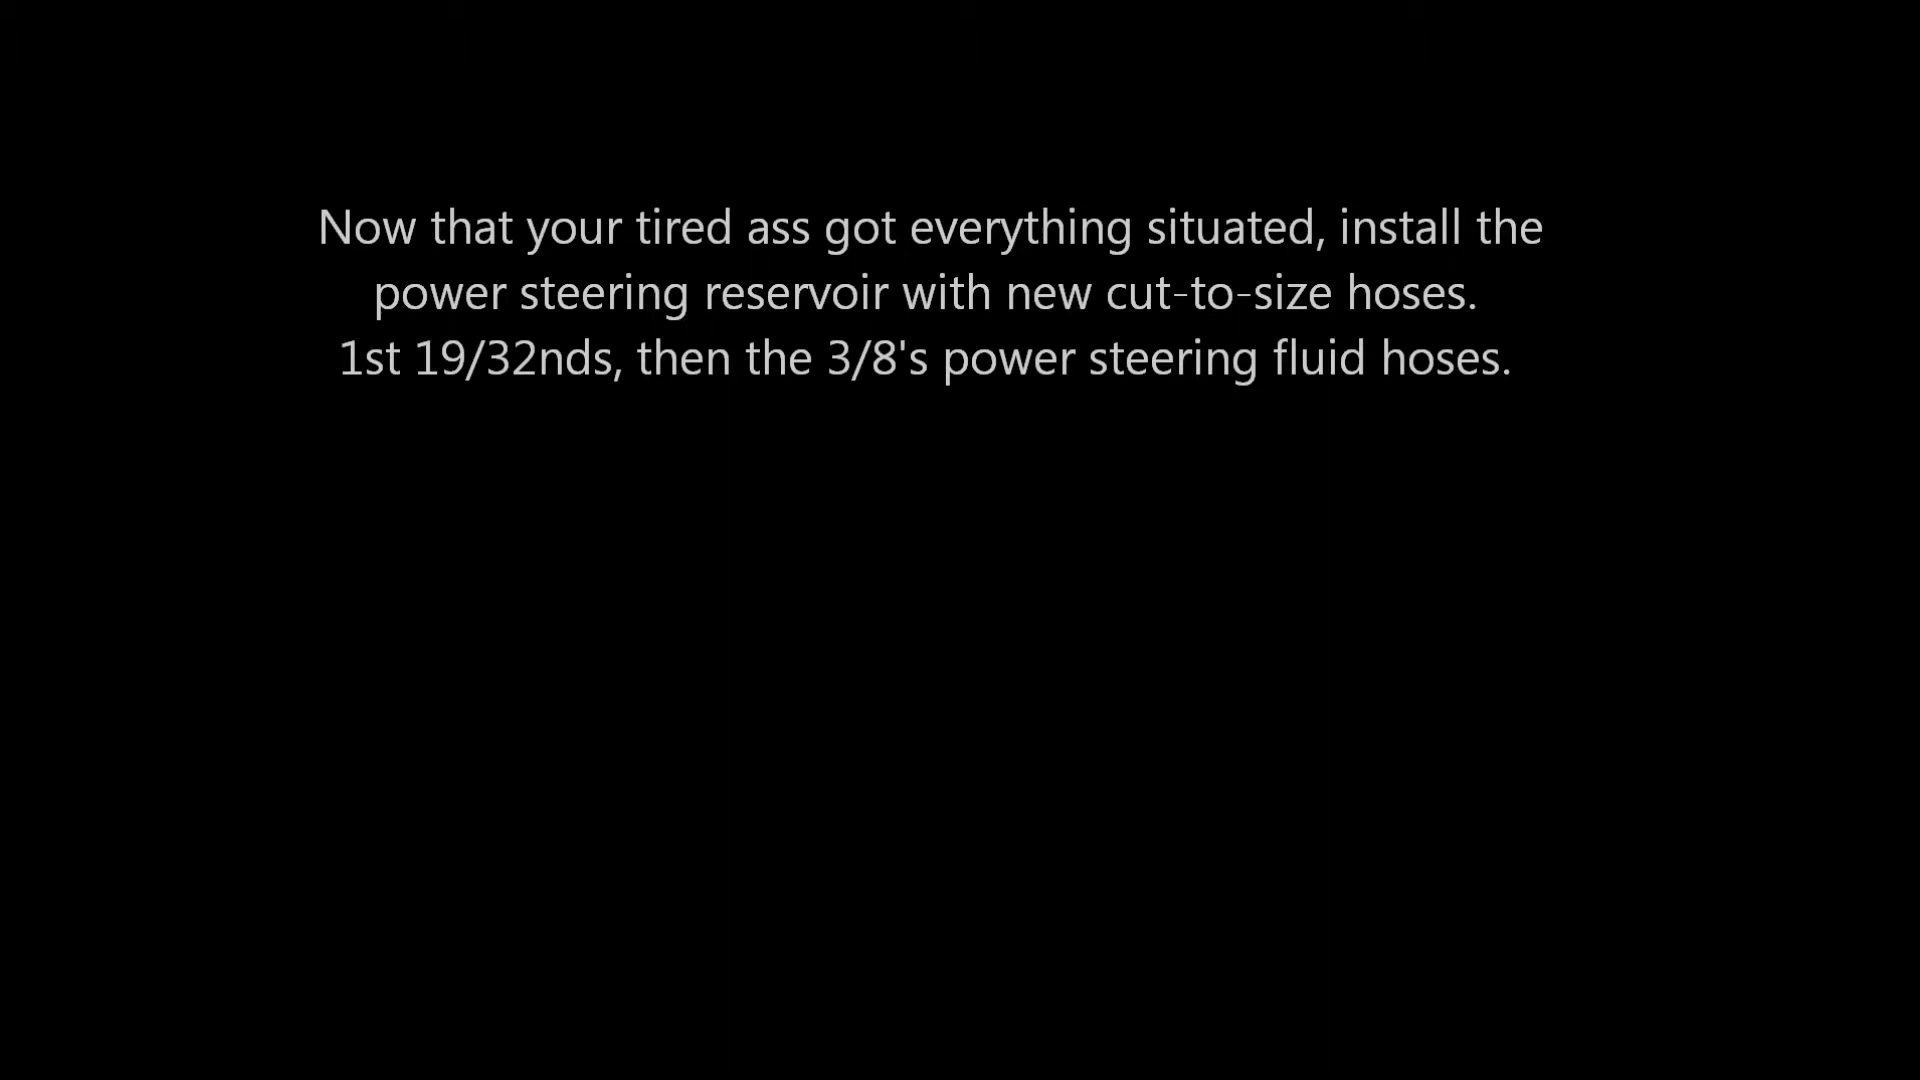 Now that your tired ass got everything situated, install the
power steering reservoir with new cut-to-size hoses.
1st 19/32nds, then the 3/8's power steering fluid hoses.